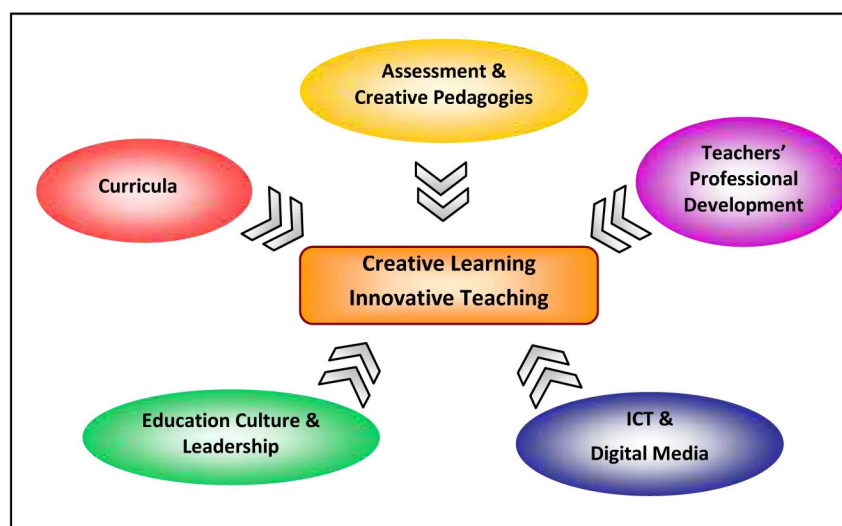 Assessment &
Creative Pedagogies
Curricula
Teachers’
Professional
Development
Creative Learning
Innovative Teaching
Education Culture &
Leadership
ICT &
Digital Media